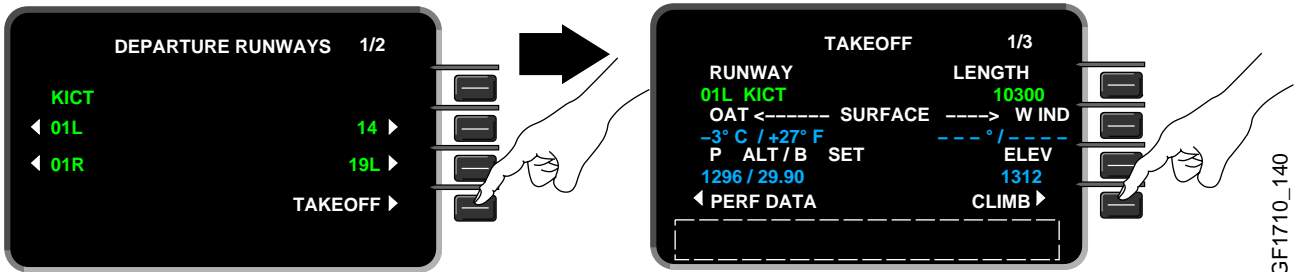 DEPARTURE RUNWAYS 1/2
KICT
01L 14
01R 19L
TAKEOFF
TAKEOFF 1/3
RUNWAY LENGTH
01L KICT 10300
OAT <–––––– SURFACE ––––> W IND
–3° C / +27° F – – – ° / – – – –
P ALT / B SET ELEV
1296 / 29.90 1312
PERF DATA CLIMB
GF1710_140